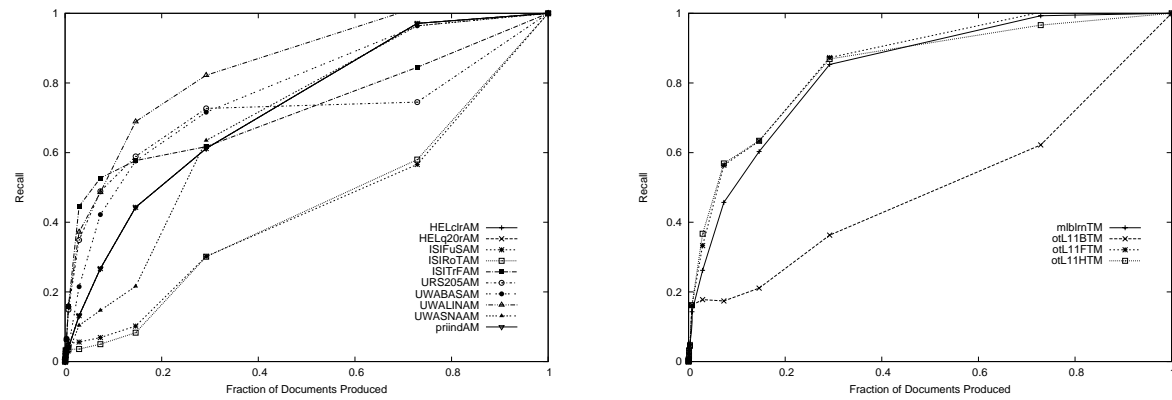 1
0.8
0.6
0.4
0.2
0
0
0.2
0.4
0.6
0.8
1
Recall
Fraction of Documents Produced
HELclrAM
HELq20rAM
ISIFuSAM
ISIRoTAM
ISITrFAM
URS205AM
UWABASAM
UWALINAM
UWASNAAM
priindAM
1
0.8
0.6
0.4
0.2
0
0
0.2
0.4
0.6
0.8
1
Recall
Fraction of Documents Produced
mlblrnTM
otL11BTM
otL11FTM
otL11HTM